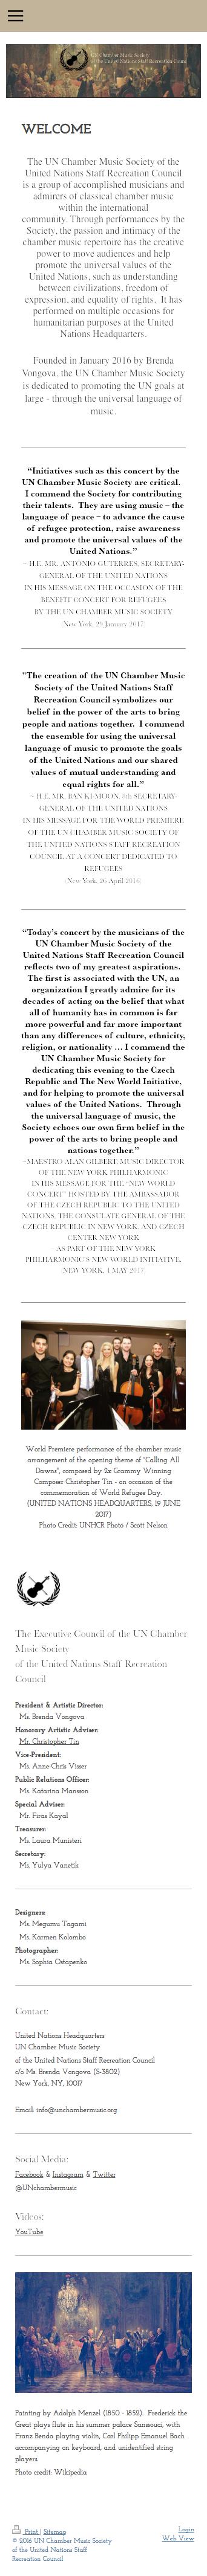 UN Chamber Music Society
of the United Nations Staff Recreation Council
WELCOME
The UN Chamber Music Society of the
United Nations Staff Recreation Council
is a group of accomplished musicians and
admirers of classical chamber music
within the international
community. Through performances by the
Society, the passion and intimacy of the
chamber music repertoire has the creative
power to move audiences and help
promote the universal values of the
United Nations, such as understanding
between civilizations, freedom of
expression, and equality of rights. It has
performed on multiple occasions for
humanitarian purposes at the United
Nations Headquarters.
Founded in January 2016 by Brenda
Vongova, the UN Chamber Music Society
is dedicated to promoting the UN goals at
large - through the universal language of
music.
“Initiatives such as this concert by the
UN Chamber Music Society are critical.
I commend the Society for contributing
their talents. They are using music – the
language of peace – to advance the cause
of refugee protection, raise awareness
and promote the universal values of the
United Nations.”
~ H.E. MR. ANTONIO GUTERRES, SECRETARY-
GENERAL OF THE UNITED NATIONS
IN HIS MESSAGE ON THE OCCASION OF THE
BENEFIT CONCERT FOR REFUGEES
BY THE UN CHAMBER MUSIC SOCIETY
(New York, 29 January 2017)
"The creation of the UN Chamber Music
Society of the United Nations Staff
Recreation Council symbolizes our
belief in the power of the arts to bring
people and nations together. I commend
the ensemble for using the universal
language of music to promote the goals
of the United Nations and our shared
values of mutual understanding and
equal rights for all.”
~ H.E. MR. BAN KI-MOON, 8th SECRETARY-
GENERAL OF THE UNITED NATIONS
IN HIS MESSAGE FOR THE WORLD PREMIERE
OF THE UN CHAMBER MUSIC SOCIETY OF
THE UNITED NATIONS STAFF RECREATION
COUNCIL AT A CONCERT DEDICATED TO
REFUGEES
(New York, 26 April 2016)
“Today’s concert by the musicians of the
UN Chamber Music Society of the
United Nations Staff Recreation Council
reflects two of my greatest aspirations.
The first is associated with the UN, an
organization I greatly admire for its
decades of acting on the belief that what
all of humanity has in common is far
more powerful and far more important
than any differences of culture, ethnicity,
religion, or nationality … I commend the
UN Chamber Music Society for
dedicating this evening to the Czech
Republic and The New World Initiative,
and for helping to promote the universal
values of the United Nations. Through
the universal language of music, the
Society echoes our own firm belief in the
power of the arts to bring people and
nations together.”
~MAESTRO ALAN GILBERT MUSIC DIRECTOR
OF THE NEW YORK PHILHARMONIC
IN HIS MESSAGE FOR THE “NEW WORLD
CONCERT” HOSTED BY THE AMBASSADOR
OF THE CZECH REPUBLIC TO THE UNITED
NATIONS, THE CONSULATE GENERAL OF THE
CZECH REPUBLIC IN NEW YORK, AND CZECH
CENTER NEW YORK
- AS PART OF THE NEW YORK
PHILHARMONIC’S NEW WORLD INITIATIVE,
NEW YORK, 4 MAY 2017)
World Premiere performance of the chamber music
arrangement of the opening theme of "Calling All
Dawns", composed by 2x Grammy Winning
Composer Christopher Tin - on occasion of the
commemoration of World Refugee Day.
(UNITED NATIONS HEADQUARTERS, 19 JUNE
2017)
Photo Credit: UNHCR Photo / Scott Nelson
The Executive Council of the UN Chamber
Music Society
of the United Nations Staff Recreation
Council
President & Artistic Director:
Ms. Brenda Vongova
Honorary Artistic Adviser:
Mr. Christopher Tin
Vice-President:
Ms. Anne-Chris Visser
Public Relations Officer:
Ms. Katarina Mansson
Special Adviser:
Mr. Firas Kayal
Treasurer:
Ms. Laura Munisteri
Secretary:
Ms. Yulya Vanetik
Designers:
Ms. Megumu Tagami
Ms. Karmen Kolombo
Photographer:
Ms. Sophia Ostapenko
Contact:
United Nations Headquarters
UN Chamber Music Society
of the United Nations Staff Recreation Council
c/o Ms. Brenda Vongova (S-3802)
New York, NY, 10017
Email: info@unchambermusic.org
Social Media:
Facebook & Instagram & Twitter
@UNchambermusic
Videos:
YouTube
Painting by Adolph Menzel (1850 - 1852). Frederick the
Great plays flute in his summer palace Sanssouci, with
Franz Benda playing violin, Carl Philipp Emanuel Bach
accompanying on keyboard, and unidentified string
players.
Photo credit: Wikipedia
Print | Sitemap
© 2016 UN Chamber Music Society
of the United Nations Staff
Recreation Council
Login
Web View